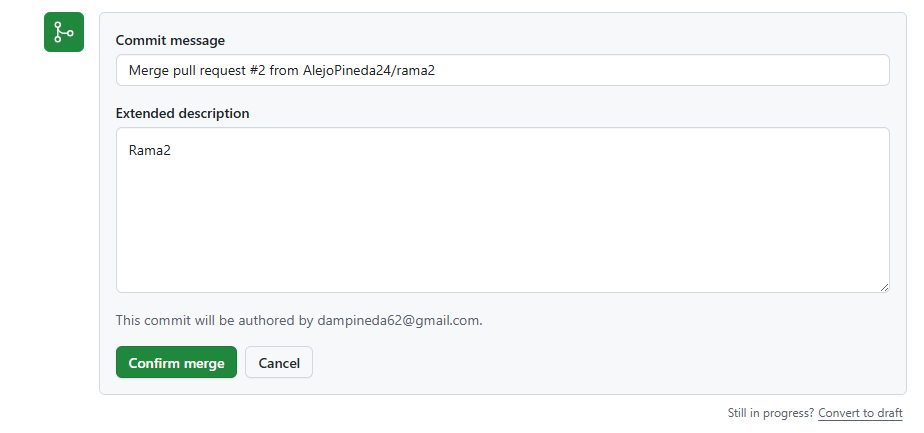 Commit message
Merge pull request #2 from AlejoPineda24/rama2
Extended description
Rama2
This commit will be authored by dampineda62@gmail.com.
Confirm merge
Cancel
Still in progress? Convert to draft